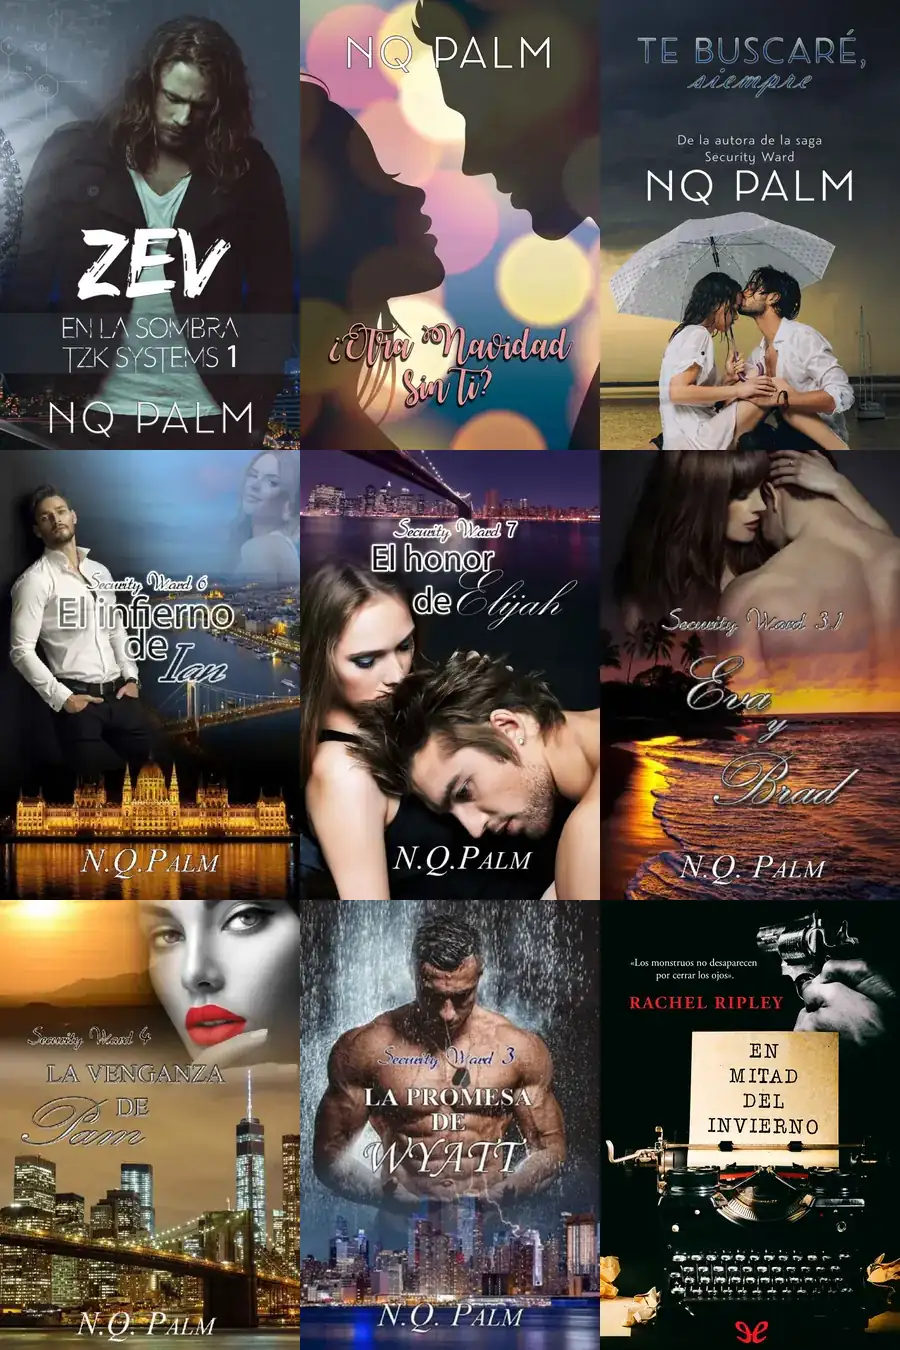 ZEV
EN LA SOMBRA
TZK SYSTEMS 1
NQ PALM
NQ PALM
¿Otra Navidad
sin ti?
TE BUSCARÉ,
siempre
De la autora de la saga
Security Ward
NQ PALM
Security Ward 6
El infierno
de
Ian
N.Q.PALM
Security Ward 7
El honor
de Elijah
N.Q.PALM
Security Ward 3.1
Eva
y
Brad
N.Q. PALM
Security Ward 4
LA VENGANZA
DE
Pam
N.Q. PALM
Security Ward 3
LA PROMESA
DE
WYATT
N.Q. PALM
«Los monstruos no desaparecen
por cerrar los ojos».
RACHEL RIPLEY
EN
MITAD
DEL
INVIERNO